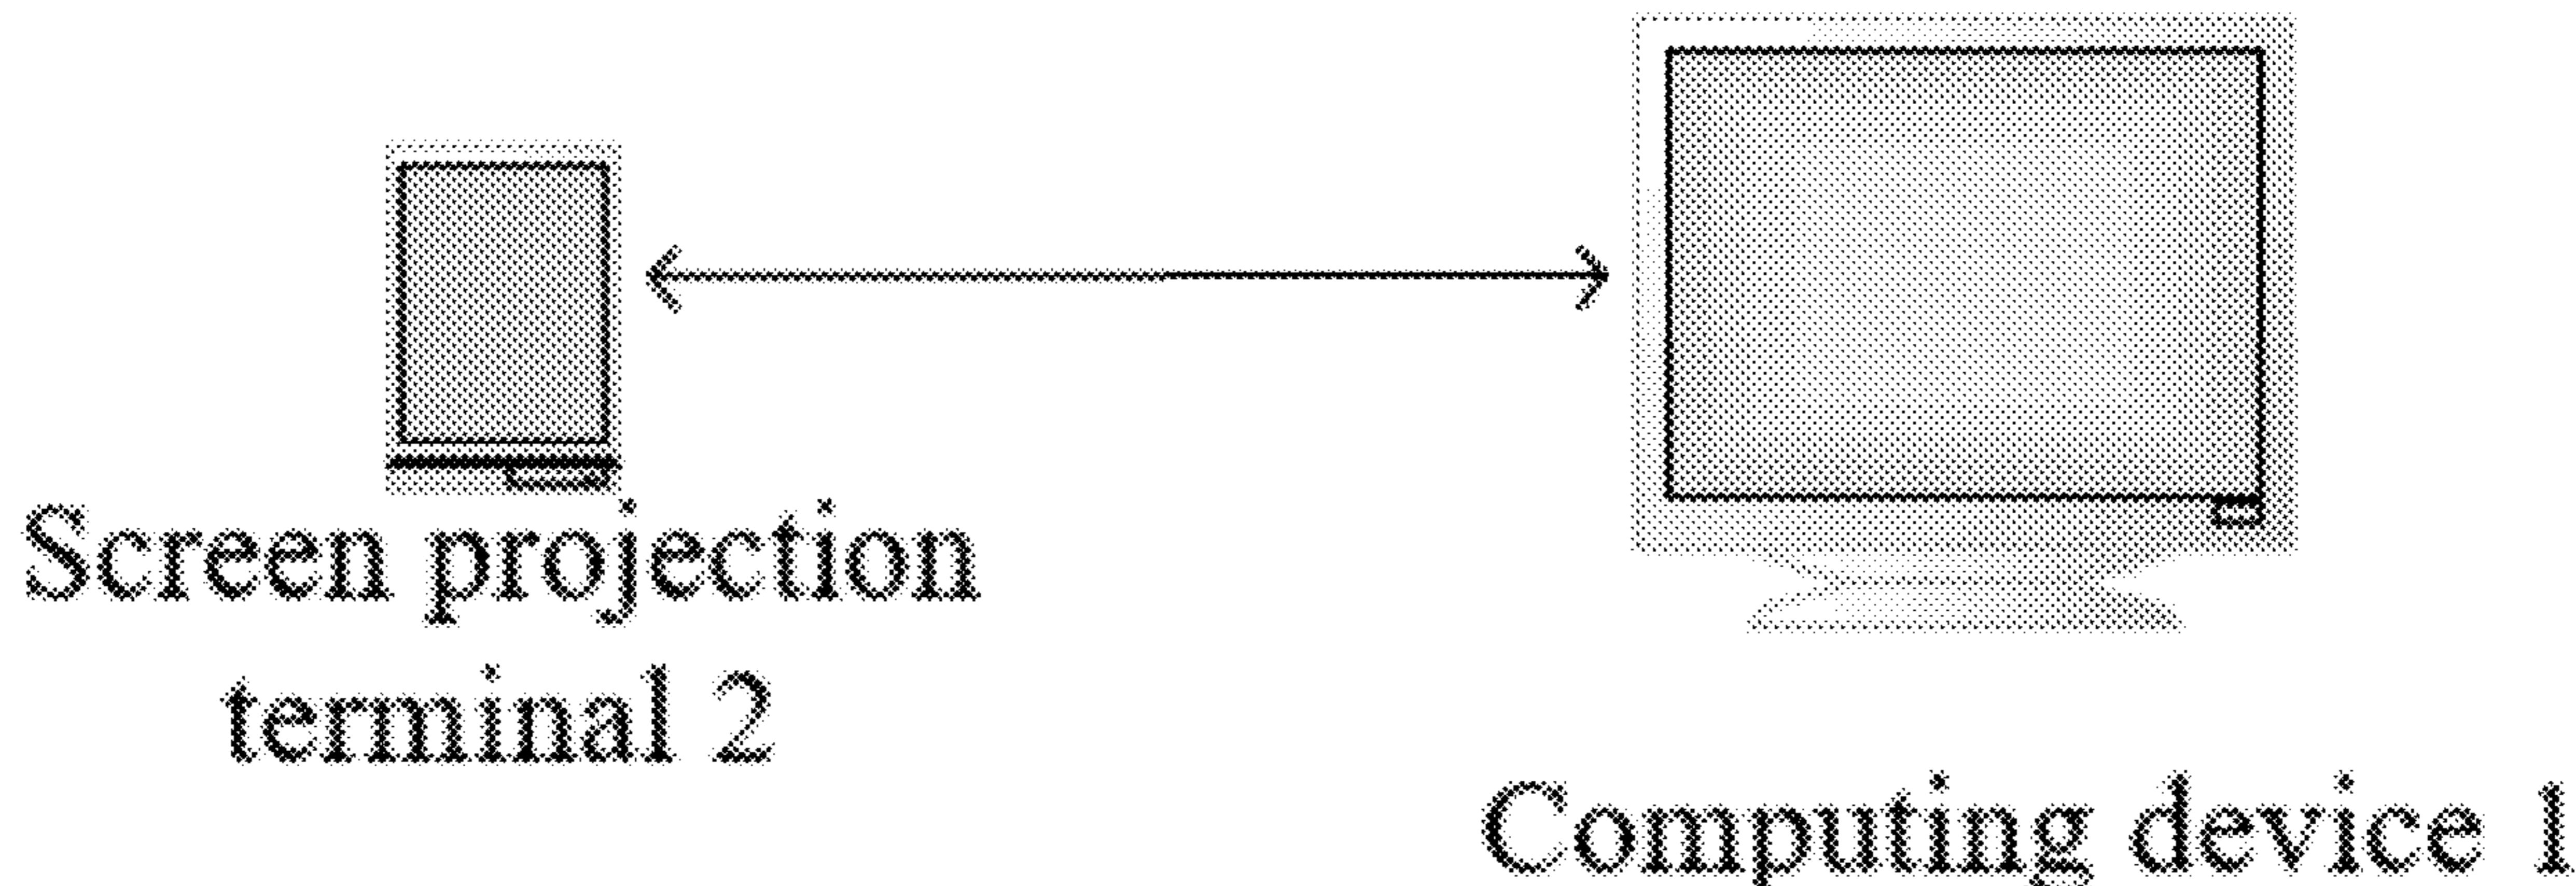 Screen projection
terminal 2
Computing device 1